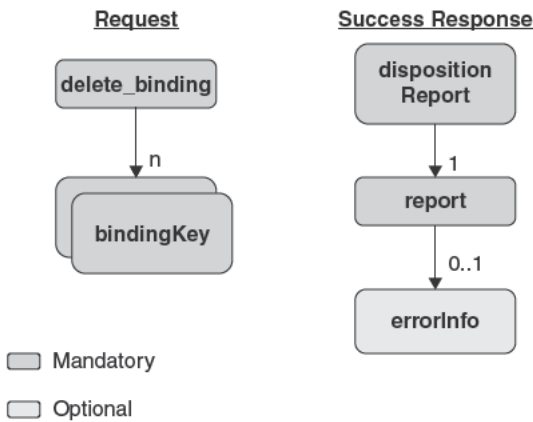 Request
delete_binding
n
bindingKey
Success Response
disposition
Report
1
report
0..1
errorInfo
Mandatory
Optional